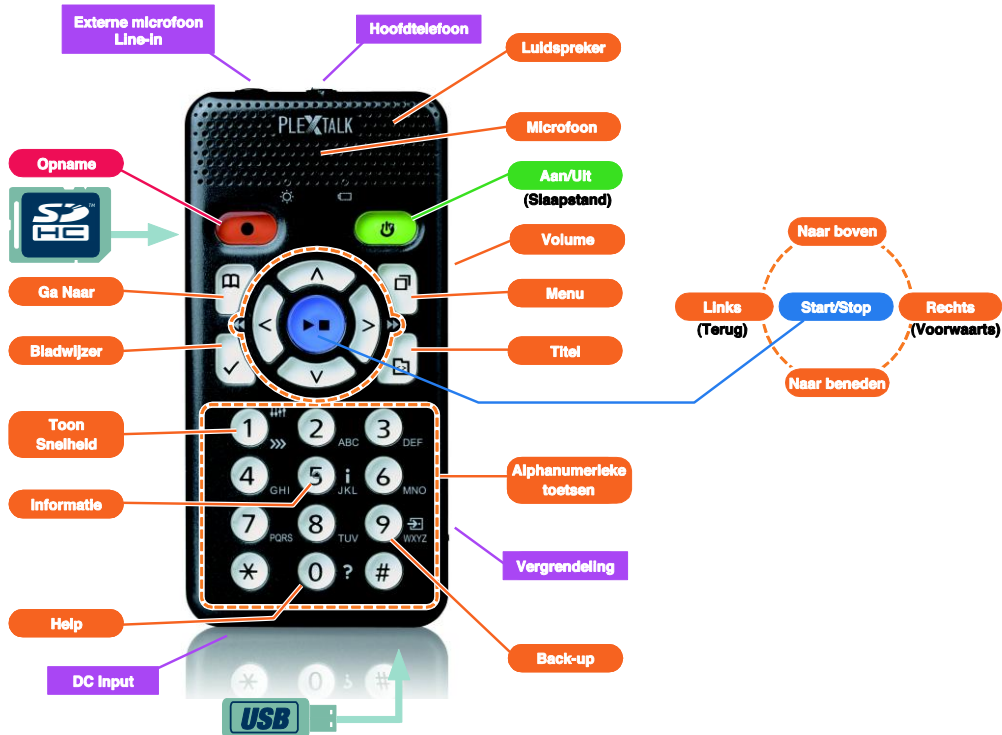 Externe microfoon
Line-in
Hoofdtelefoon
Luidspreker
PLEXTALK
Microfoon
Opname
Aan/Uit
(Slaapstand)
SD™
HC
Volume
Naar boven
Ga Naar
Menu
Links
(Terug)
Start/Stop
Rechts
(Voorwaarts)
Bladwijzer
Titel
Naar beneden
Toon
Snelheid
1
2 ABC
3 DEF
4 GHI
5 i JKL
6 MNO
Alphanumerieke
toetsen
Informatie
7 PQRS
8 TUV
9 WXYZ
Vergrendeling
* 0 ? #
Help
Back-up
DC Input
* 0 ? #
USB